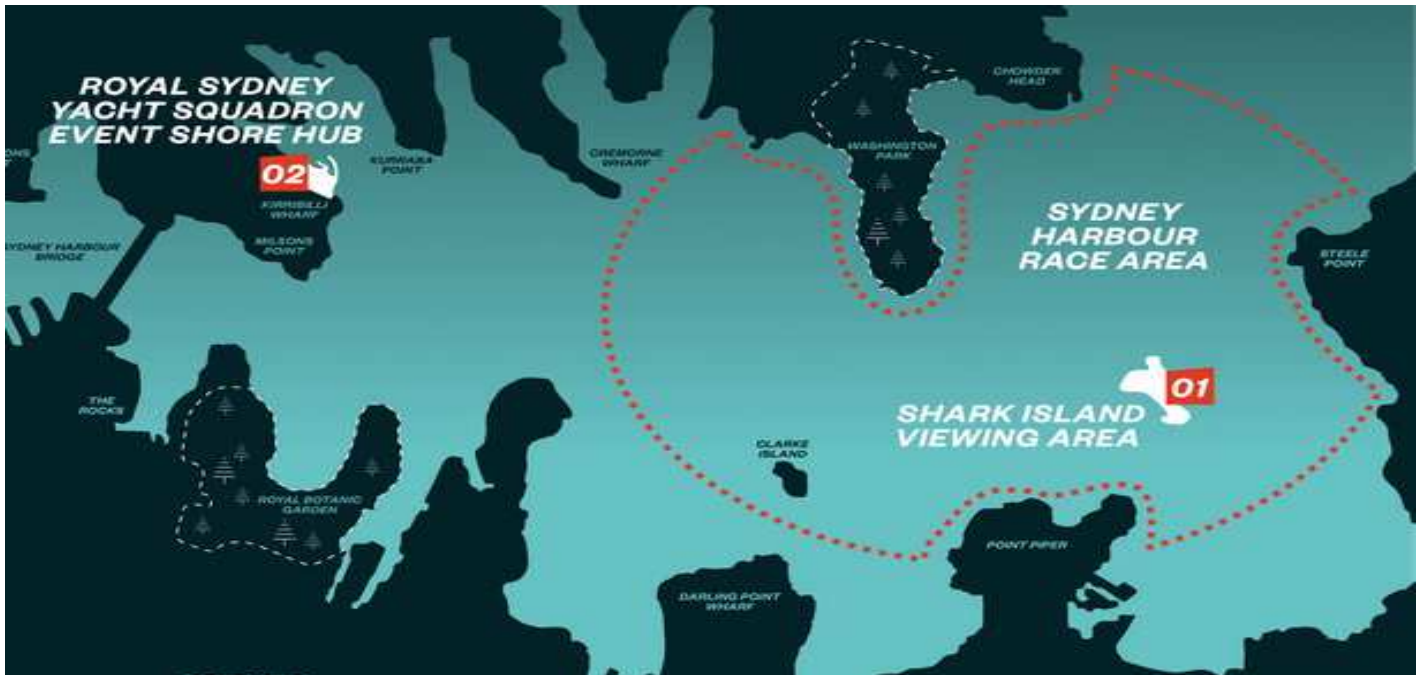 ROYAL SYDNEY
YACHT SQUADRON
EVENT SHORE HUB
02
KIRRIBILLI
WHARF
MILSONS
POINT
SYDNEY HARBOUR
BRIDGE
THE
ROCKS
ROYAL BOTANIC
GARDEN
KURRABA
POINT
CREMORNE
WHARF
WASHINGTON
PARK
CHOWDER
HEAD
SYDNEY
HARBOUR
RACE AREA
STEELE
POINT
01
SHARK ISLAND
VIEWING AREA
CLARKE
ISLAND
DARLING POINT
WHARF
POINT PIPER